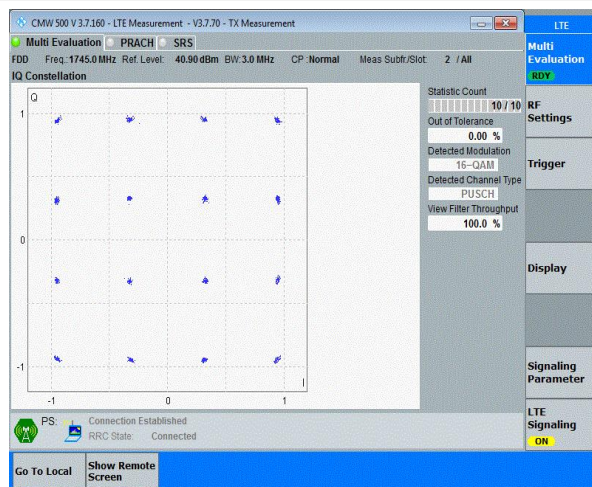 CMW 500 V 3.7.160 - LTE Measurement - V3.7.70 - TX Measurement
LTE
Multi Evaluation PRACH SRS
FDD Freq.:1745.0 MHz Ref. Level: 40.90 dBm BW:3.0 MHz CP :Normal Meas Subfr./Slot: 2 / All
IQ Constellation
Q
1
0
-1
-1 0 1
I
Statistic Count
10 / 10
Out of Tolerance
0.00 %
Detected Modulation
16-QAM
Detected Channel Type
PUSCH
View Filter Throughput
100.0 %
Multi
Evaluation
RDY
RF
Settings
Trigger
Display
Signaling
Parameter
LTE
Signaling
ON
PS: Connection Established
RRC State: Connected
Go To Local
Show Remote
Screen